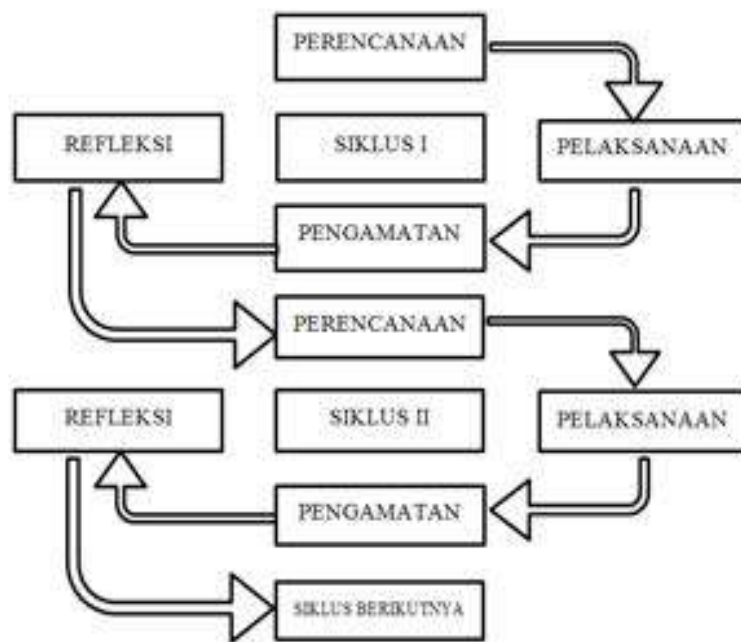 PERENCANAAN
REFLEKSI
SIKLUS I
PELAKSANAAN
PENGAMATAN
PERENCANAAN
REFLEKSI
SIKLUS II
PELAKSANAAN
PENGAMATAN
SIKLUS BERIKUTNYA